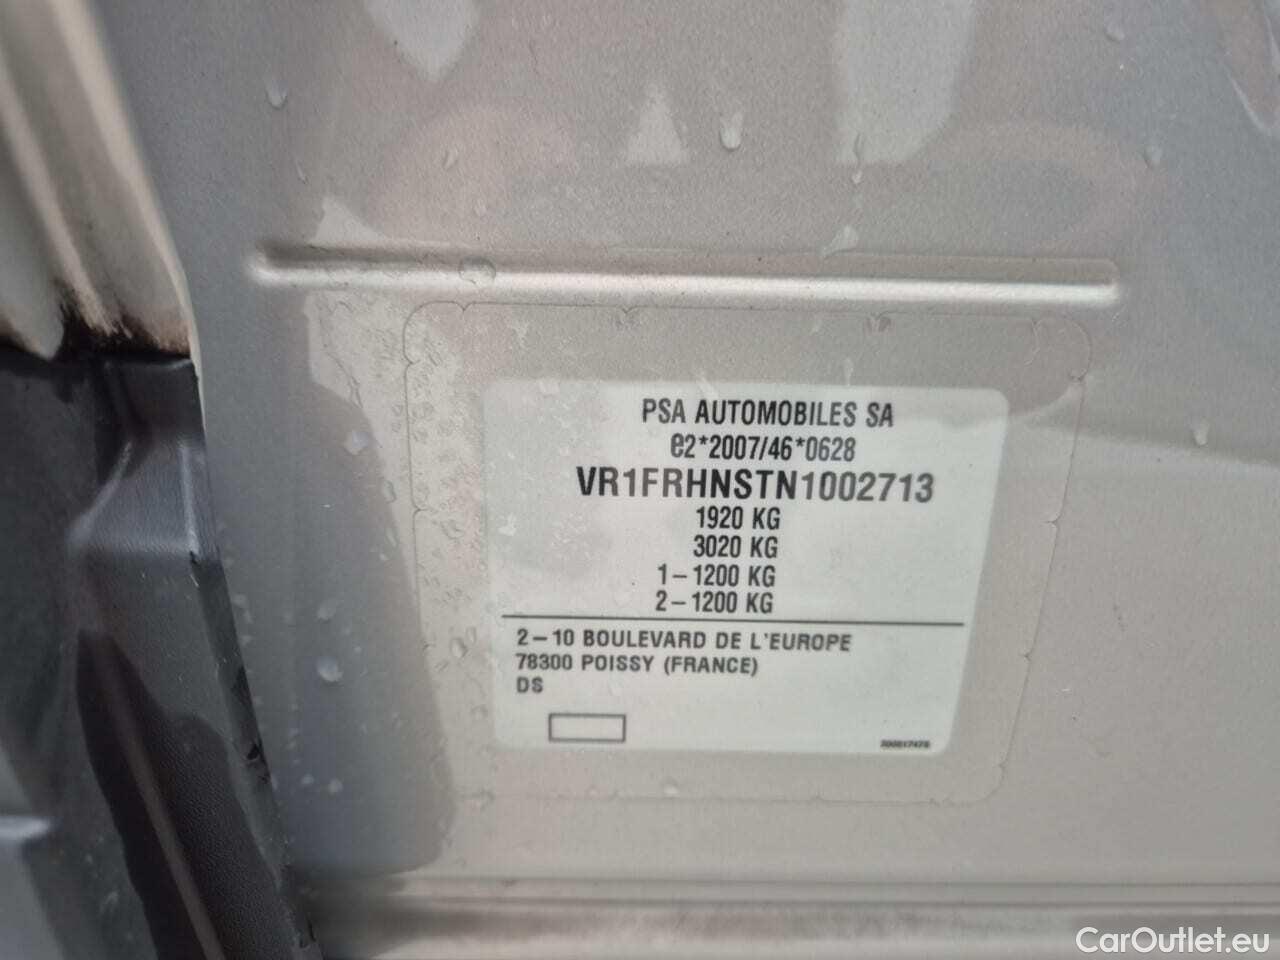 PSA AUTOMOBILES SA
e2*2007/46*0628
VR1FRHNSTN1002713
1920 KG
3020 KG
1-1200 KG
2-1200 KG
2-10 BOULEVARD DE L'EUROPE
78300 POISSY (FRANCE)
DS
CarOutlet.eu